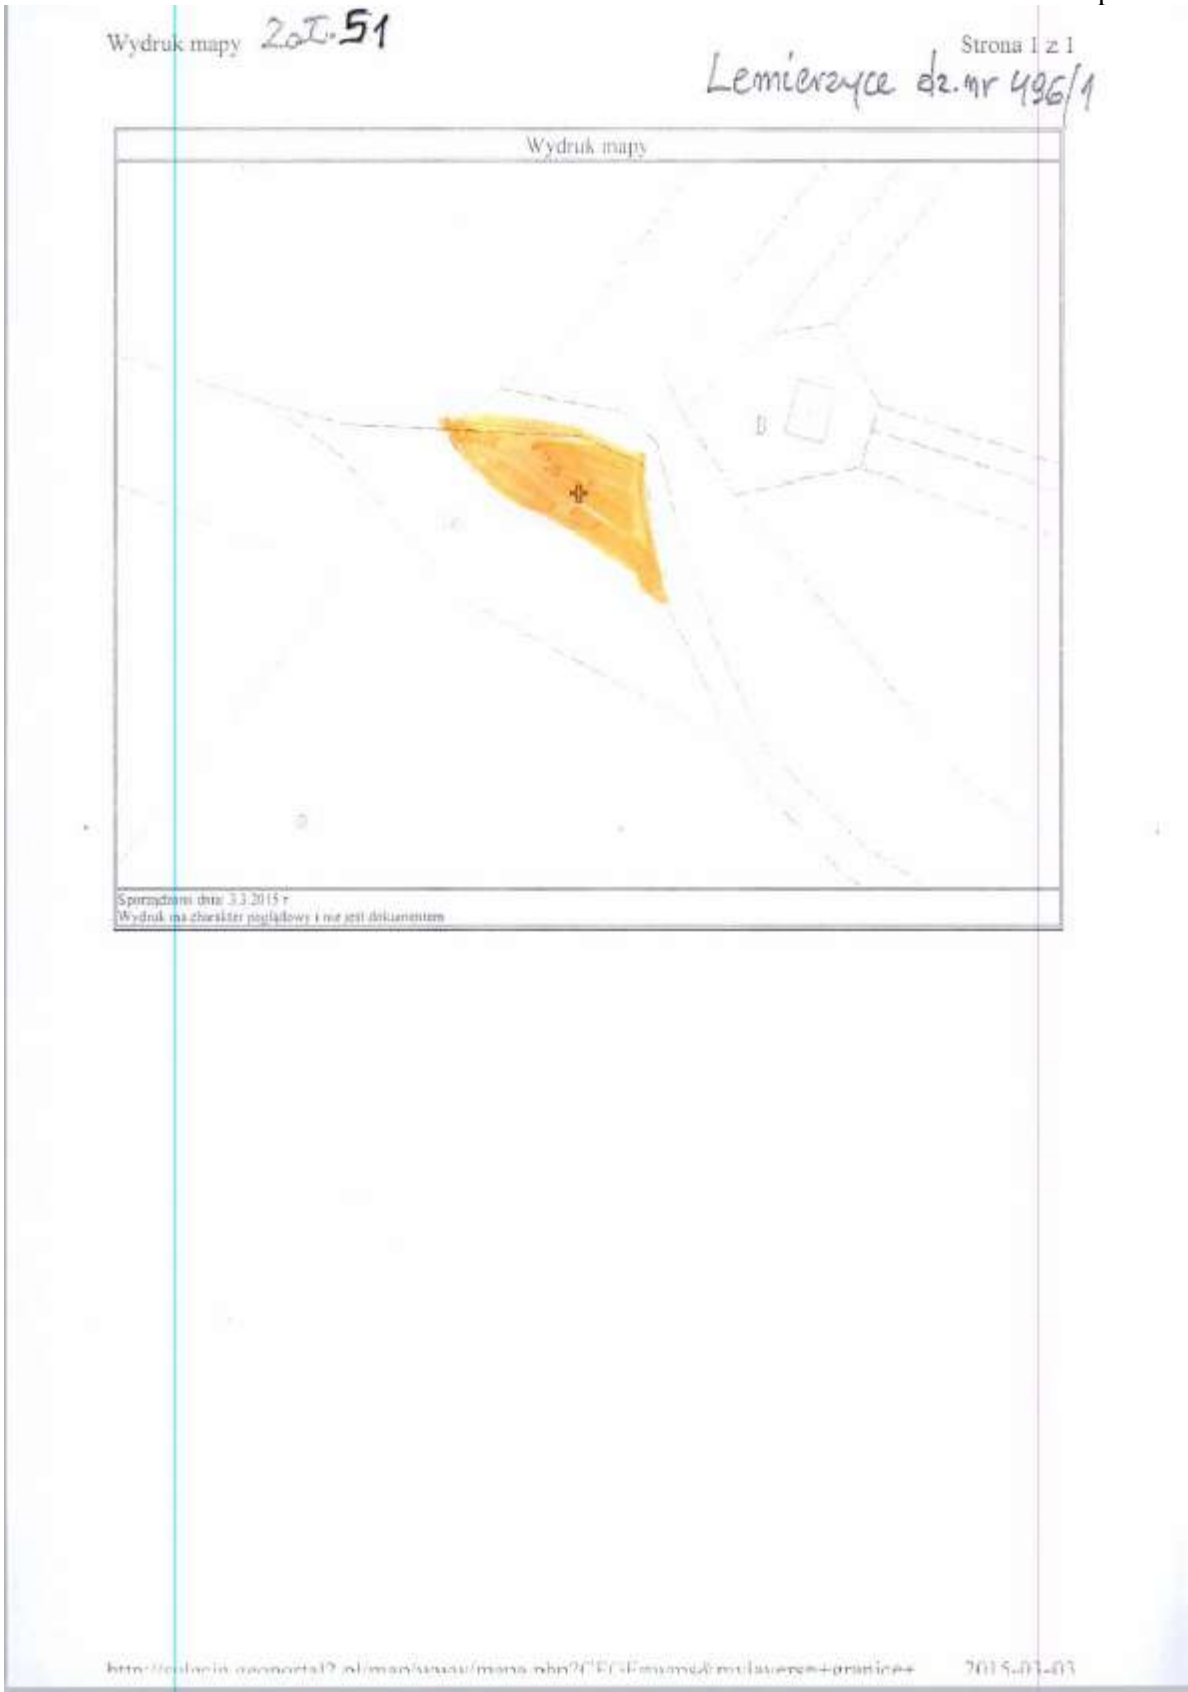 Wydruk mapy Zał. 51
Strona 1 z 1
Lemierzyce dz. nr 496/1
Wydruk mapy
B
Sporządzono dnia: 3.3.2015 r
Wydruk ma charakter poglądowy i nie jest dokumentem
2015-03-03